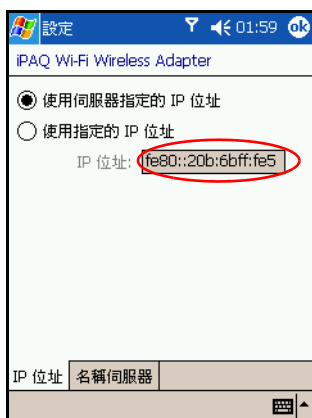 設定 01:59 ok
iPAQ Wi-Fi Wireless Adapter
使用伺服器指定的 IP 位址
使用指定的 IP 位址
IP 位址: fe80::20b:6bff:fe5
IP 位址 名稱伺服器